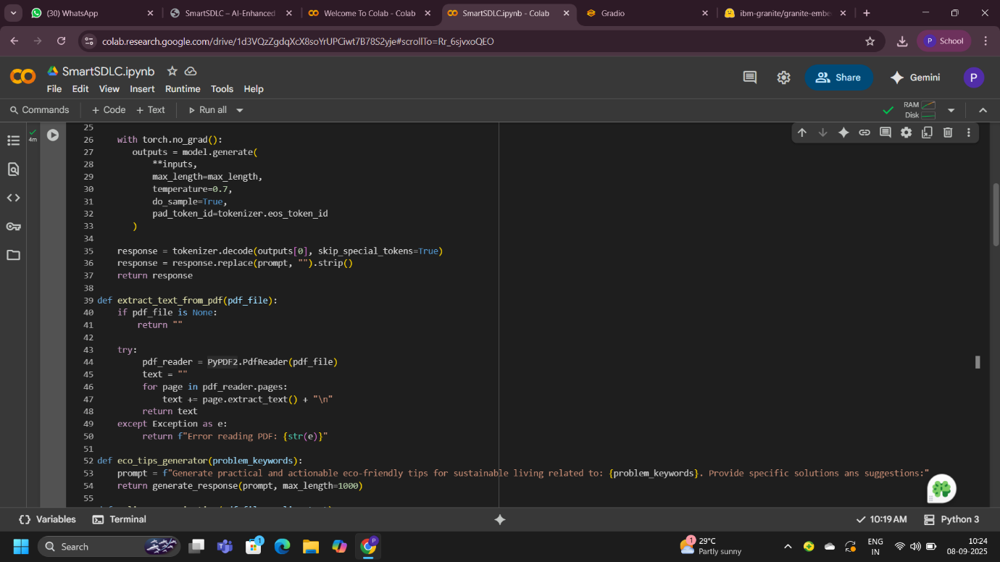 (30) WhatsApp
SmartSDLC – AI-Enhanced
Welcome To Colab - Colab
SmartSDLC.ipynb - Colab
Gradio
ibm-granite/granite-embe
colab.research.google.com/drive/1d3VQzZgdqXcX8soYrUPCiwt7B78S2yje#scrollTo=Rr_6sjvxoQEO
P School
SmartSDLC.ipynb
File Edit View Insert Runtime Tools Help
Share
Gemini
P
Commands + Code + Text Run all
RAM
Disk
4m
25
26 with torch.no_grad():
27 outputs = model.generate(
28 **inputs,
29 max_length=max_length,
30 temperature=0.7,
31 do_sample=True,
32 pad_token_id=tokenizer.eos_token_id
33 )
34
35 response = tokenizer.decode(outputs[0], skip_special_tokens=True)
36 response = response.replace(prompt, "").strip()
37 return response
38
39 def extract_text_from_pdf(pdf_file):
40 if pdf_file is None:
41 return ""
42
43 try:
44 pdf_reader = PyPDF2.PdfReader(pdf_file)
45 text = ""
46 for page in pdf_reader.pages:
47 text += page.extract_text() + "\n"
48 return text
49 except Exception as e:
50 return f"Error reading PDF: {str(e)}"
51
52 def eco_tips_generator(problem_keywords):
53 prompt = f"Generate practical and actionable eco-friendly tips for sustainable living related to: {problem_keywords}. Provide specific solutions ans suggestions:"
54 return generate_response(prompt, max_length=1000)
55
Variables Terminal
10:19 AM Python 3
Search
1
P
1
29°C
Partly sunny
ENG
IN
10:24
08-09-2025